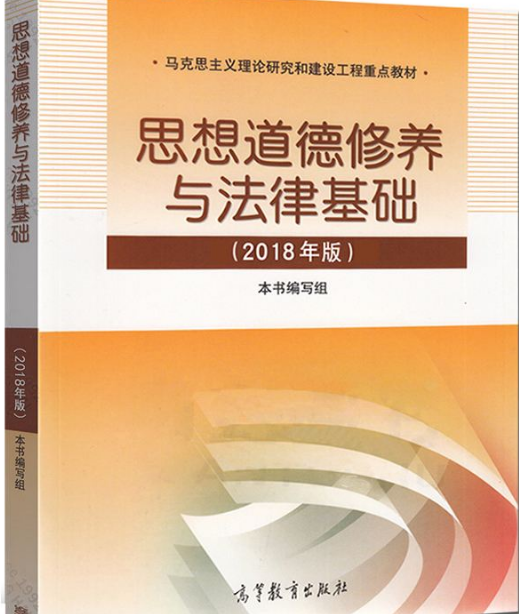 ·马克思主义理论研究和建设工程重点教材·
思想道德修养
与法律基础
(2018年版)
本书编写组
高等教育出版社
思想道德修养与法律基础
(2018年版)
本书编写组